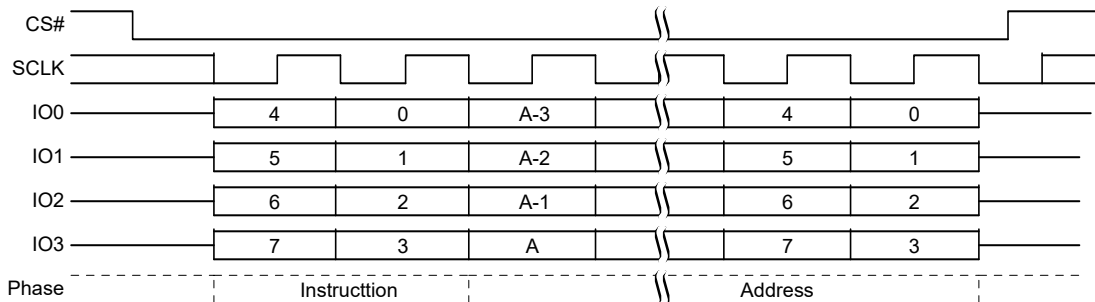 CS#
SCLK
IO0 4 0 A-3 4 0
IO1 5 1 A-2 5 1
IO2 6 2 A-1 6 2
IO3 7 3 A 7 3
Phase Instructtion Address